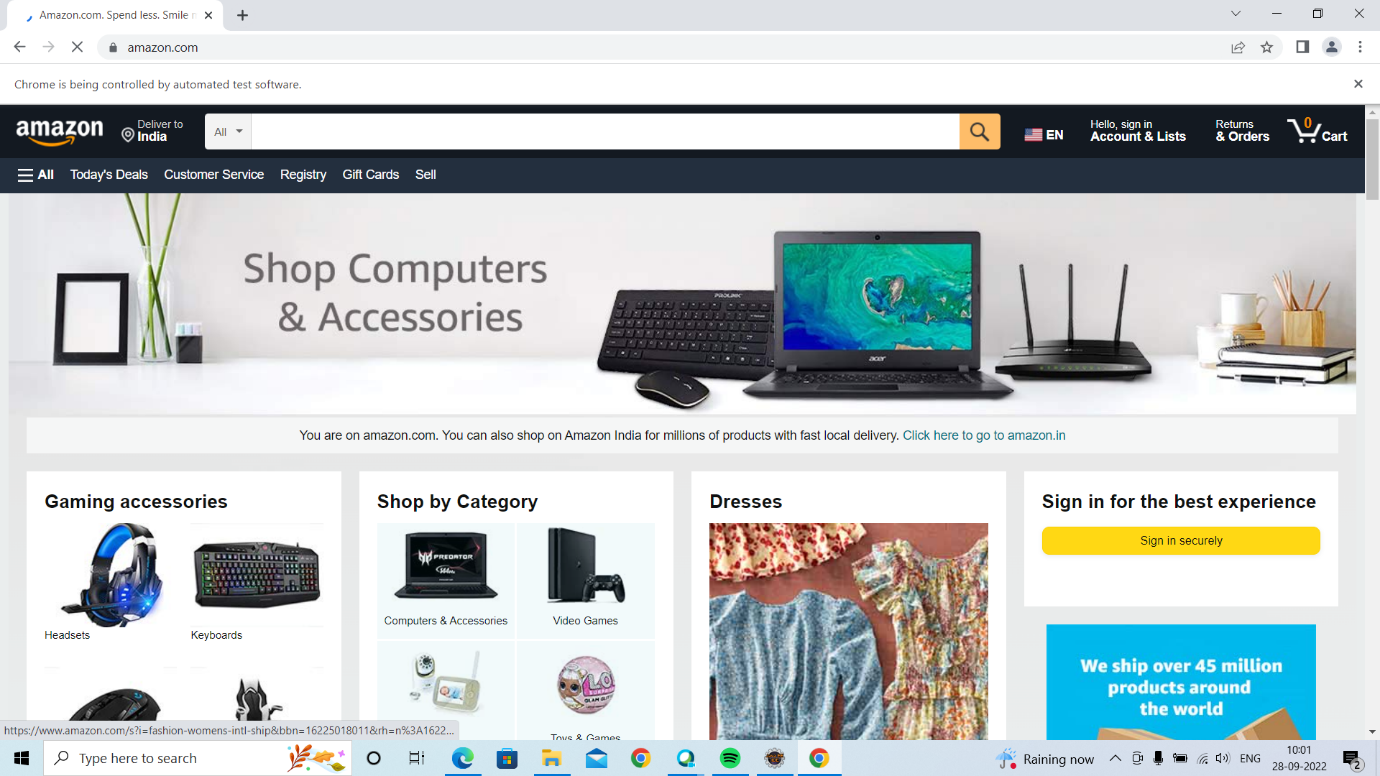 Amazon.com. Spend less. Smile
amazon.com
Chrome is being controlled by automated test software.
amazon
Deliver to
India
All
EN
Hello, sign in
Account & Lists
Returns
& Orders
0
Cart
All
Today's Deals
Customer Service
Registry
Gift Cards
Sell
Shop Computers
& Accessories
PROLINK
acer
You are on amazon.com. You can also shop on Amazon India for millions of products with fast local delivery. Click here to go to amazon.in
Gaming accessories
Headsets
Keyboards
Shop by Category
PREDATOR
Computers & Accessories
Video Games
Toys & Games
Dresses
Sign in for the best experience
Sign in securely
We ship over 45 million
products around
the world
https://www.amazon.com/s?i=fashion-womens-intl-ship&bbn=16225018011&rh=n%3A1622...
Type here to search
Raining now
ENG
10:01
28-09-2022
2